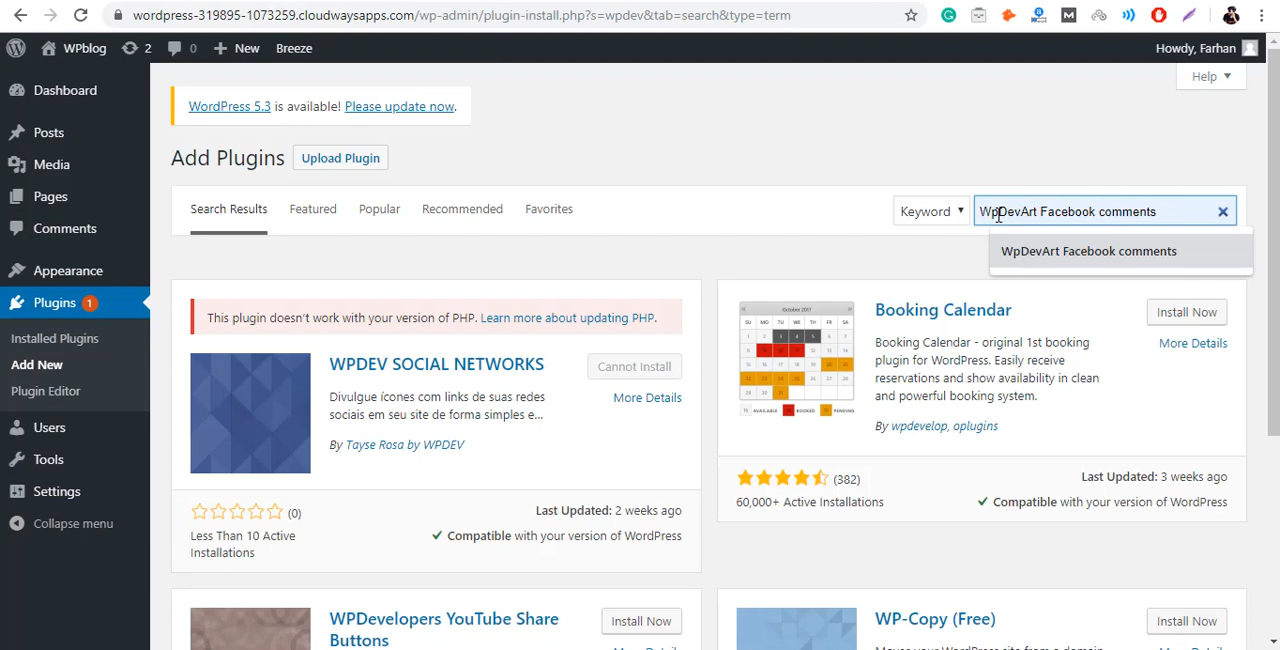 wordpress-319895-1073259.cloudwaysapps.com/wp-admin/plugin-install.php?s=wpdev&tab=search&type=term
WPblog 2 0 New Breeze Howdy, Farhan
Help
Dashboard
Posts
Media
Pages
Comments
Appearance
Plugins 1
Installed Plugins
Add New
Plugin Editor
Users
Tools
Settings
Collapse menu
WordPress 5.3 is available! Please update now.
Add Plugins Upload Plugin
Search Results Featured Popular Recommended Favorites
Keyword WpDevArt Facebook comments
WpDevArt Facebook comments
This plugin doesn't work with your version of PHP. Learn more about updating PHP.
WPDEV SOCIAL NETWORKS
Cannot Install
More Details
Divulgue ícones com links de suas redes
sociais em seu site de forma simples e...
By Tayse Rosa by WPDEV
(0)
Less Than 10 Active
Installations
Last Updated: 2 weeks ago
Compatible with your version of WordPress
Booking Calendar
Install Now
More Details
Booking Calendar - original 1st booking
plugin for WordPress. Easily receive
reservations and show availability in clean
and powerful booking system.
By wpdevelop, oplugins
(382)
60,000+ Active Installations
Last Updated: 3 weeks ago
Compatible with your version of WordPress
WPDevelopers YouTube Share
Buttons
Install Now
WP-Copy (Free)
Install Now